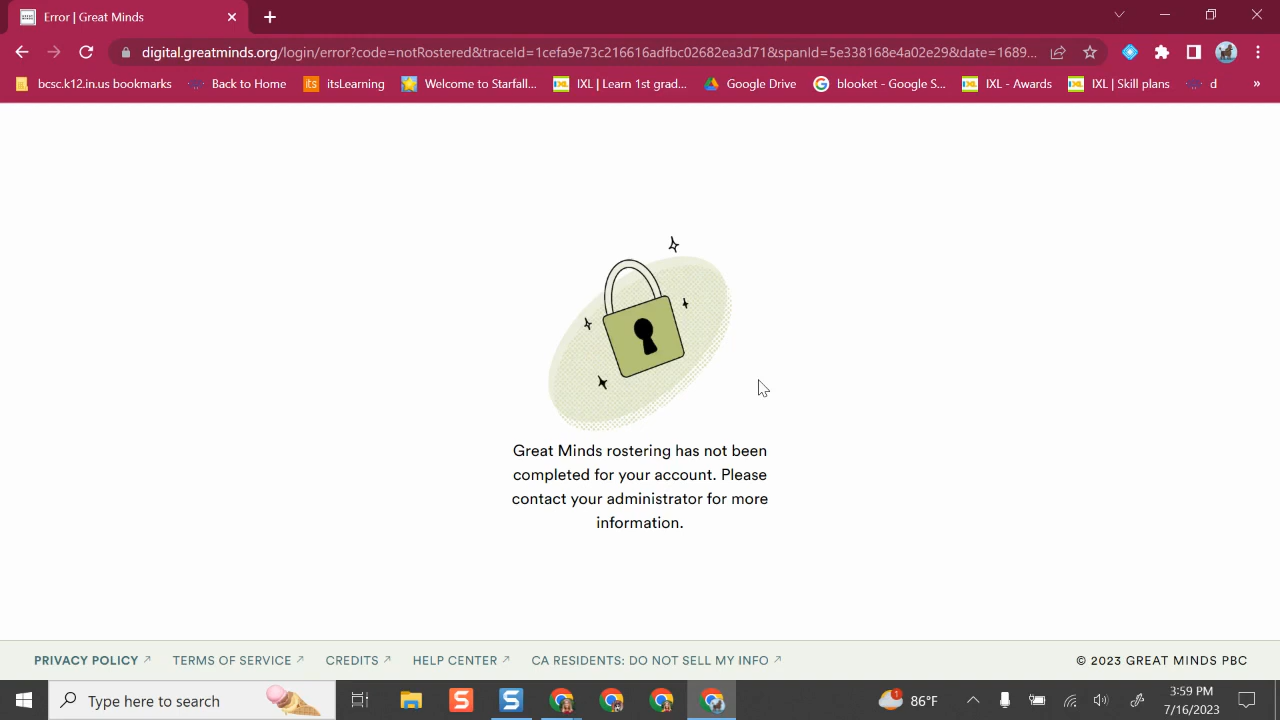 Error | Great Minds
digital.greatminds.org/login/error?code=notRostered&traceId=1cefa9e73c216616adfbc02682ea3d71&spanId=5e338168e4a02e29&date=1689...
bcsc.k12.in.us bookmarks Back to Home its itsLearning Welcome to Starfall... IXL | Learn 1st grad... Google Drive blooket - Google S... IXL - Awards IXL | Skill plans d »
Great Minds rostering has not been
completed for your account. Please
contact your administrator for more
information.
PRIVACY POLICY TERMS OF SERVICE CREDITS HELP CENTER CA RESIDENTS: DO NOT SELL MY INFO © 2023 GREAT MINDS PBC
Type here to search 1 86°F 3:59 PM
7/16/2023